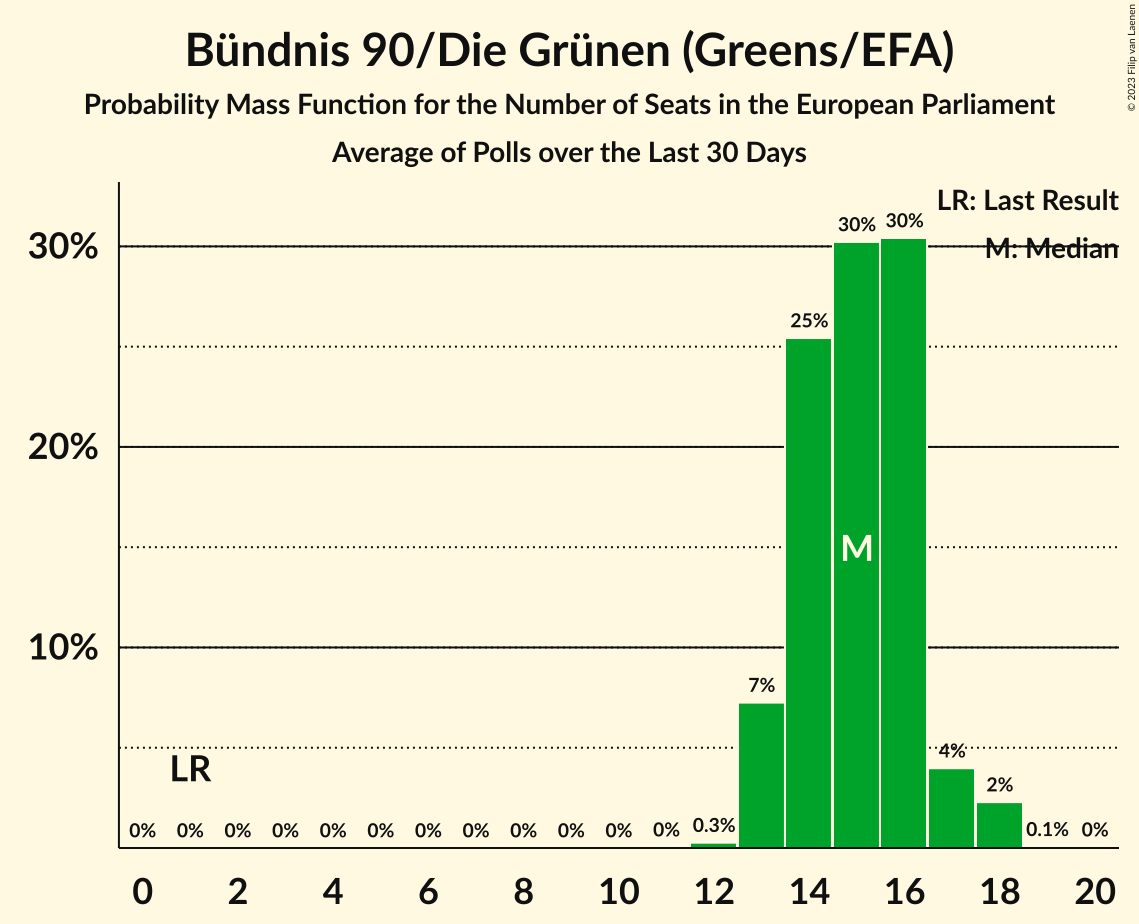 Bündnis 90/Die Grünen (Greens/EFA)
Probability Mass Function for the Number of Seats in the European Parliament
Average of Polls over the Last 30 Days
© 2023 Filip van Laenen
LR: Last Result
M: Median
30%
20%
10%
30% 30%
25%
M
7%
4%
2%
LR
0% 0% 0% 0% 0% 0% 0% 0% 0% 0% 0% 0% 0.3% 0.1% 0%
0 2 4 6 8 10 12 14 16 18 20